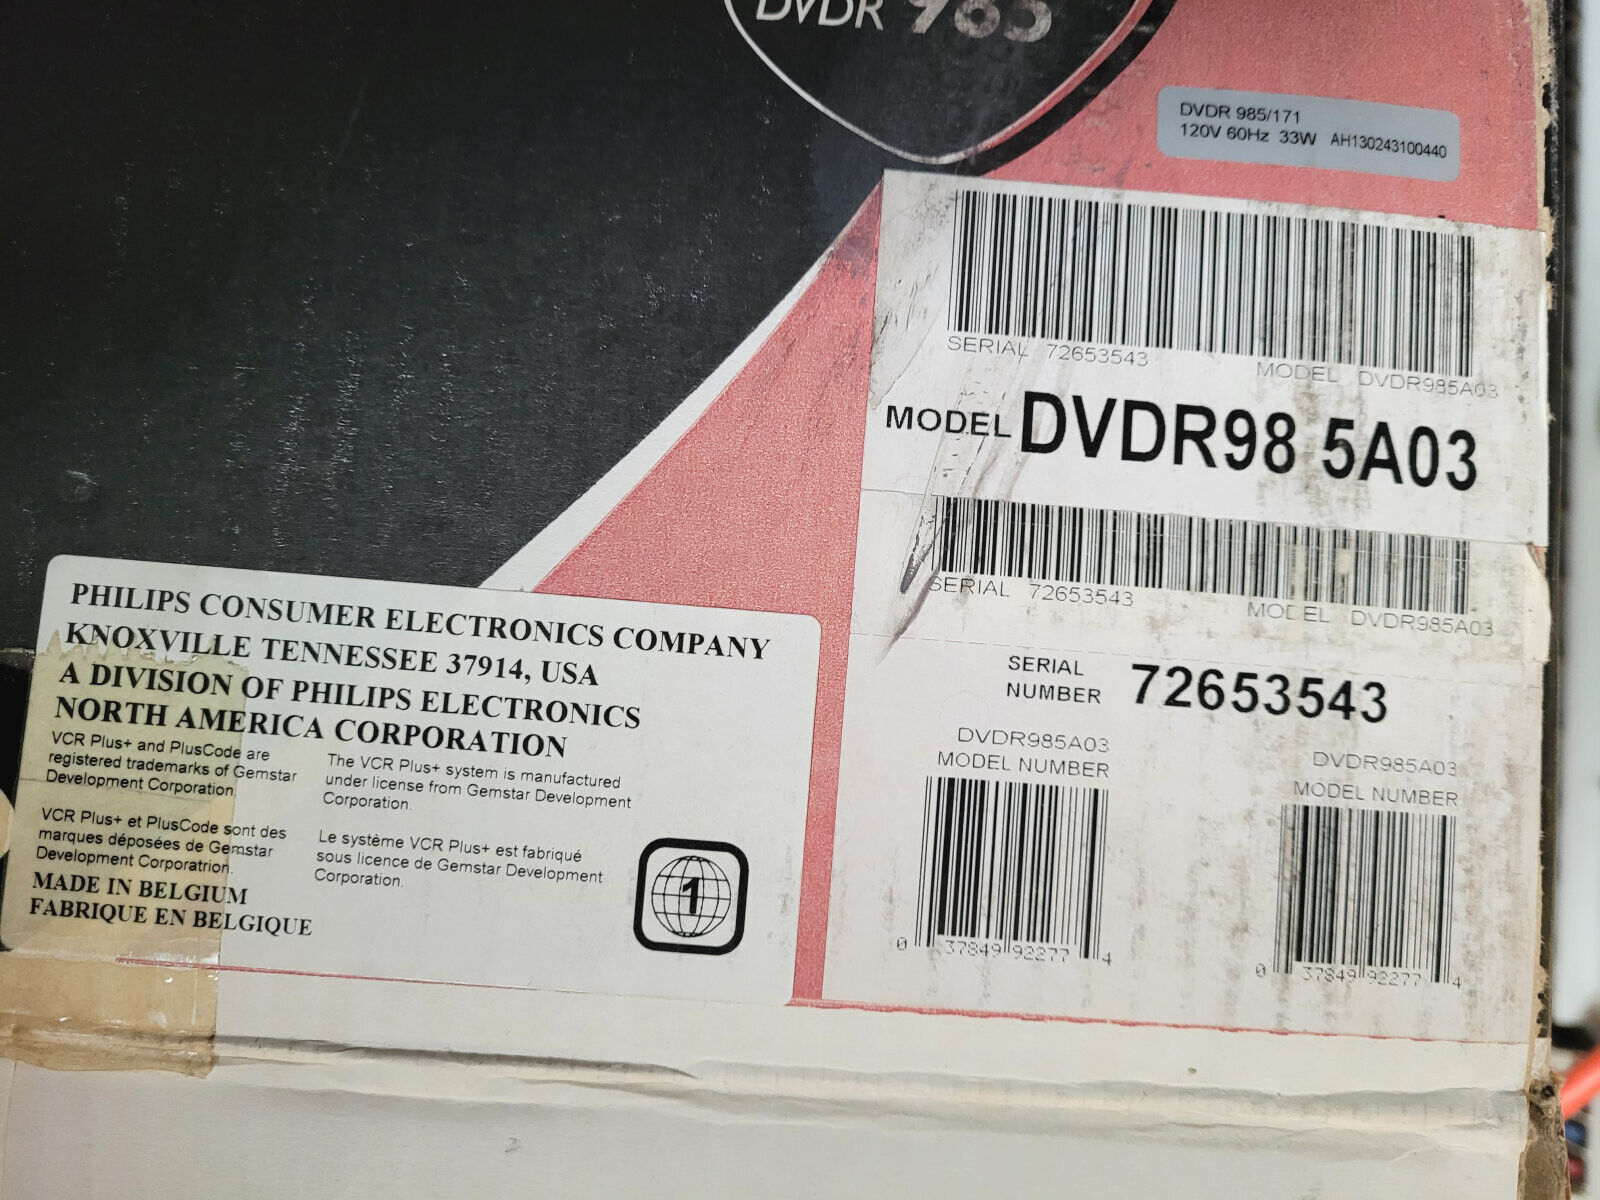 DVDR 985
DVDR 985/171
120V 60Hz 33W AH130243100440
SERIAL 72653543 MODEL DVDR985A03
MODEL DVDR98 5A03
SERIAL 72653543 MODEL DVDR985A03
SERIAL
NUMBER 72653543
DVDR985A03
MODEL NUMBER
0 37849 92277 4
DVDR985A03
MODEL NUMBER
0 37849 92277 4
PHILIPS CONSUMER ELECTRONICS COMPANY
KNOXVILLE TENNESSEE 37914, USA
A DIVISION OF PHILIPS ELECTRONICS
NORTH AMERICA CORPORATION
VCR Plus+ and PlusCode are
registered trademarks of Gemstar
Development Corporation.
The VCR Plus+ system is manufactured
under license from Gemstar Development
Corporation.
VCR Plus+ et PlusCode sont des
marques déposées de Gemstar
Development Corporatrion.
Le système VCR Plus+ est fabriqué
sous licence de Gemstar Development
Corporation.
MADE IN BELGIUM
FABRIQUE EN BELGIQUE
1